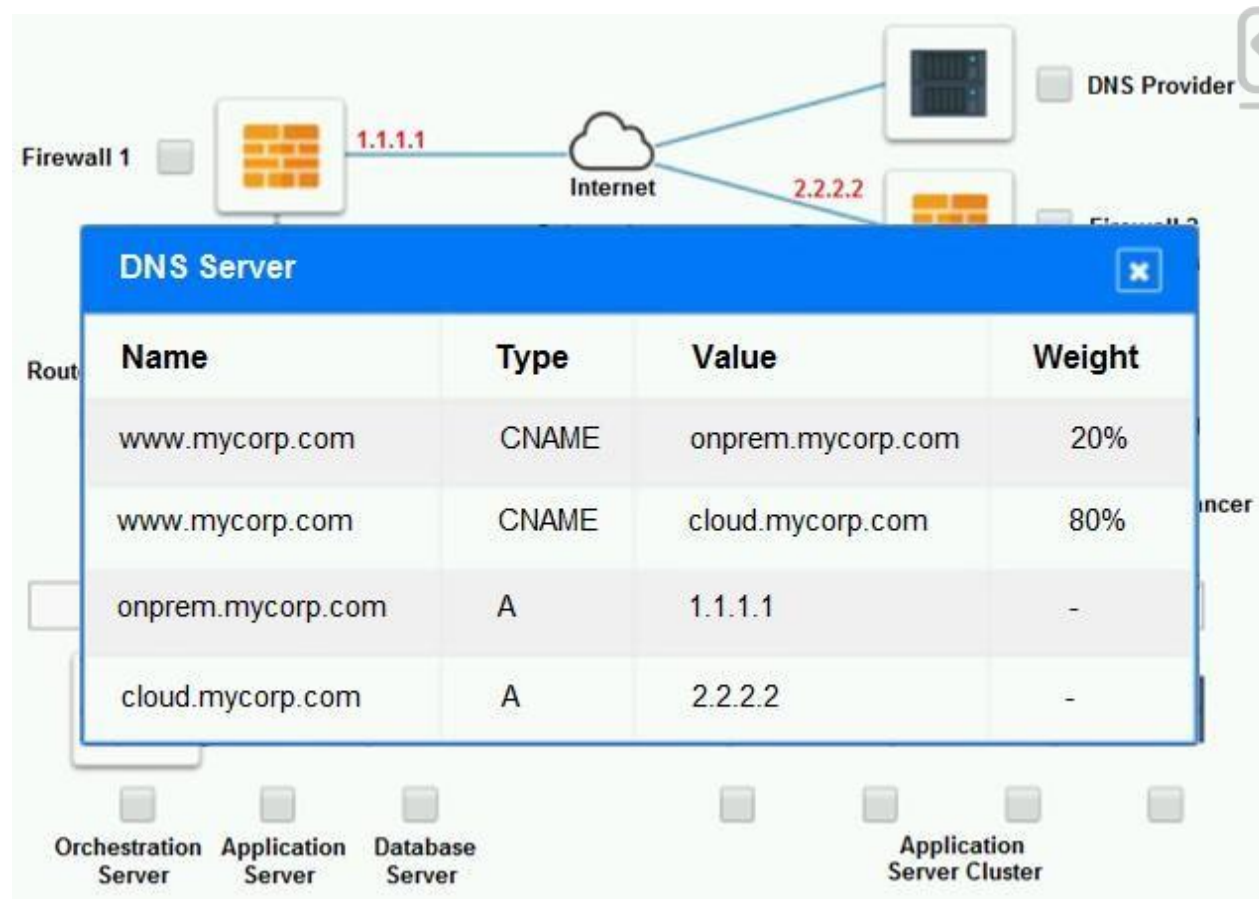 DNS Provider
Firewall 1
1.1.1.1
Internet
2.2.2.2
DNS Server
Name Type Value Weight
www.mycorp.com CNAME onprem.mycorp.com 20%
www.mycorp.com CNAME cloud.mycorp.com 80%
onprem.mycorp.com A 1.1.1.1 -
cloud.mycorp.com A 2.2.2.2 -
Orchestration Server
Application Server
Database Server
Application Server Cluster